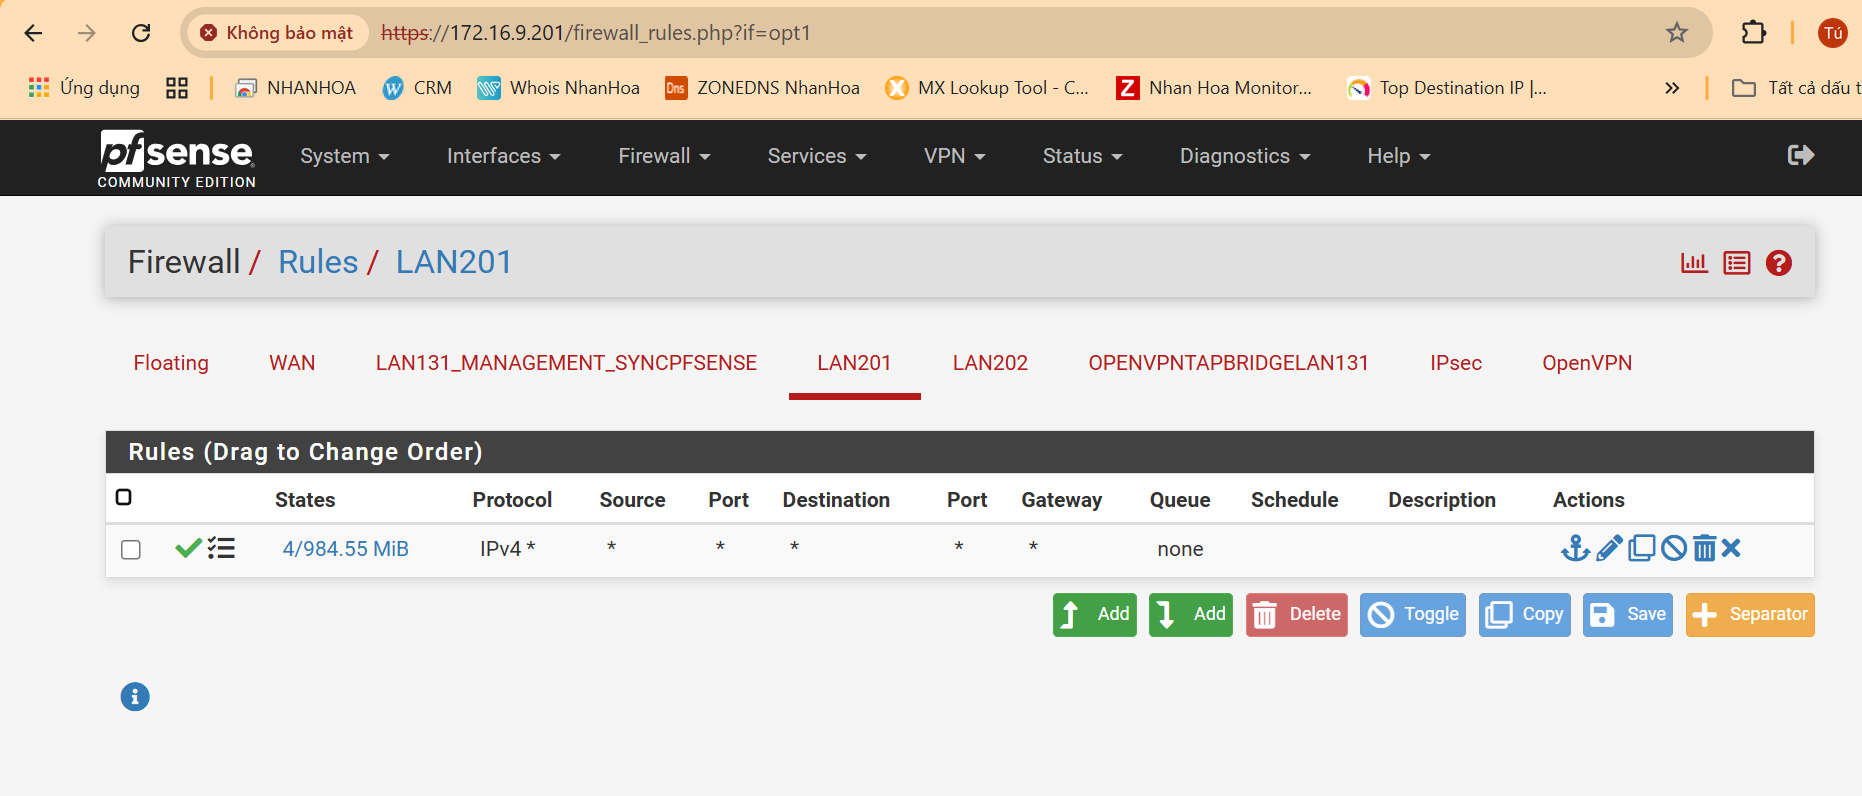 Không bảo mật https://172.16.9.201/firewall_rules.php?if=opt1 Tú
Ứng dụng NHANHOA CRM Whois NhanHoa Dns ZONEDNS NhanHoa MX Lookup Tool - C... Z Nhan Hoa Monitor... Top Destination IP |... » Tất cả dấu t
pfsense System Interfaces Firewall Services VPN Status Diagnostics Help
COMMUNITY EDITION
Firewall / Rules / LAN201
Floating WAN LAN131_MANAGEMENT_SYNCPFSENSE LAN201 LAN202 OPENVPNTAPBRIDGELAN131 IPsec OpenVPN
Rules (Drag to Change Order)
States Protocol Source Port Destination Port Gateway Queue Schedule Description Actions
4/984.55 MiB IPv4 * * * * * * none
Add Add Delete Toggle Copy Save Separator